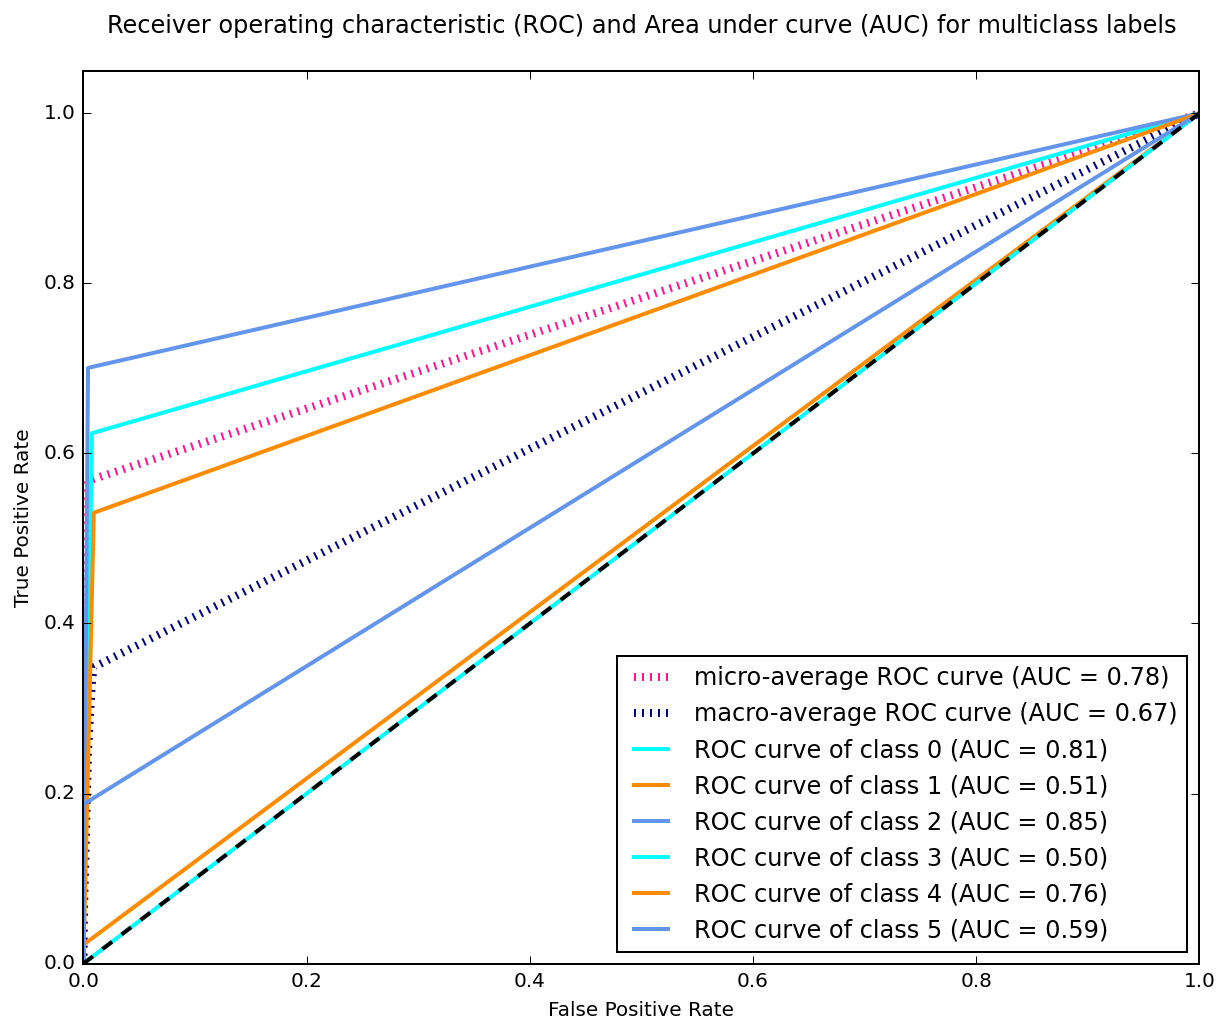 Receiver operating characteristic (ROC) and Area under curve (AUC) for multiclass labels
1.0
0.8
0.6
0.4
0.2
0.0
True Positive Rate
micro-average ROC curve (AUC = 0.78)
macro-average ROC curve (AUC = 0.67)
ROC curve of class 0 (AUC = 0.81)
ROC curve of class 1 (AUC = 0.51)
ROC curve of class 2 (AUC = 0.85)
ROC curve of class 3 (AUC = 0.50)
ROC curve of class 4 (AUC = 0.76)
ROC curve of class 5 (AUC = 0.59)
0.0 0.2 0.4 0.6 0.8 1.0
False Positive Rate